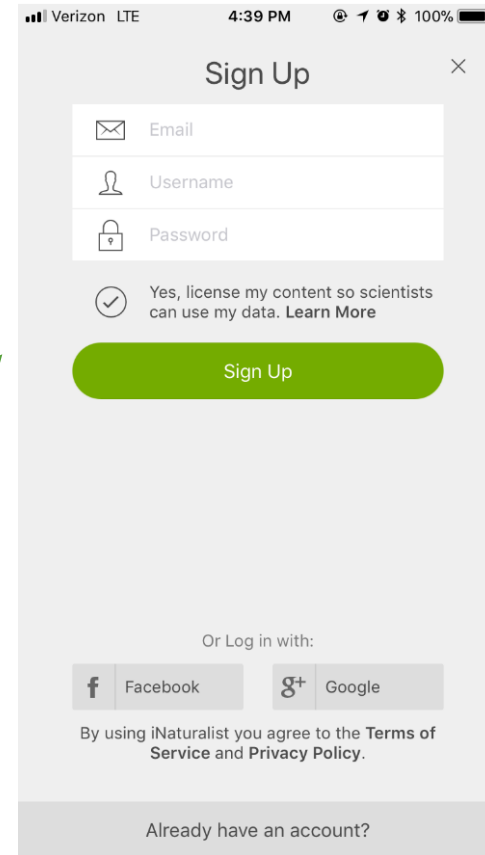 Verizon LTE 4:39 PM 100%
Sign Up
Email
Username
Password
Yes, license my content so scientists
can use my data. Learn More
Sign Up
Or Log in with:
f Facebook g+ Google
By using iNaturalist you agree to the Terms of
Service and Privacy Policy.
Already have an account?